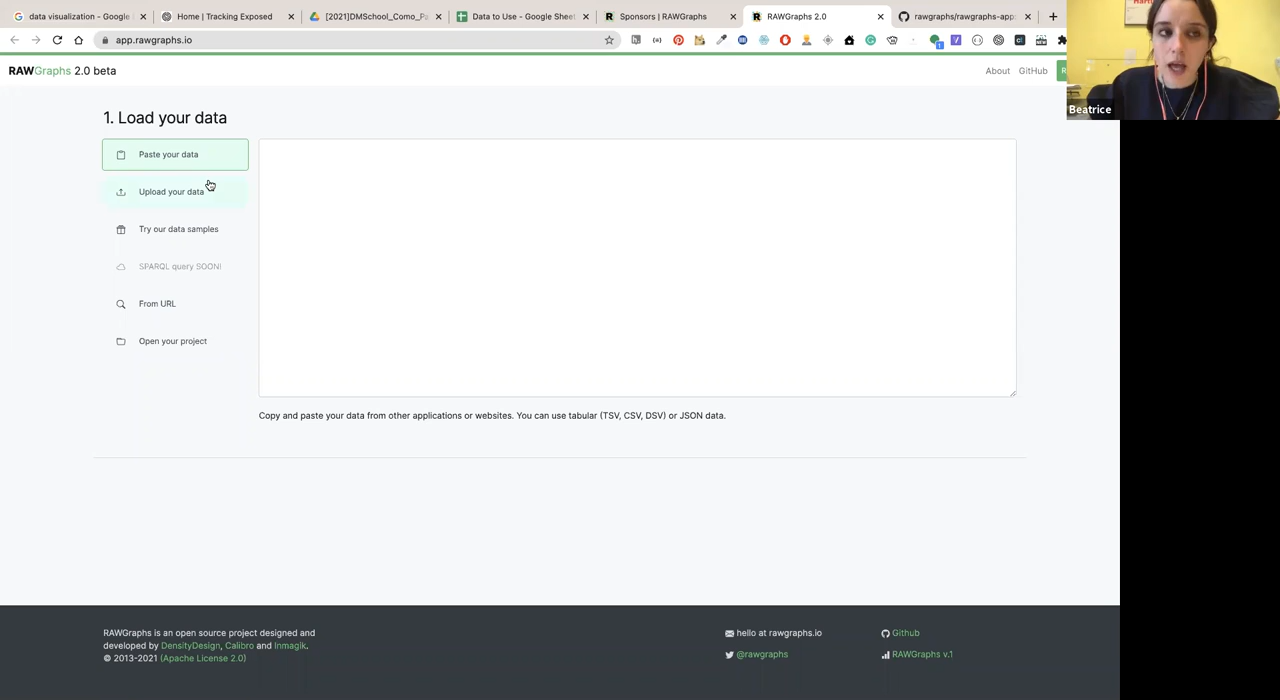 data visualization - Google
Home | Tracking Exposed
[2021]DMSchool_Como_Pa
Data to Use - Google Sheet
Sponsors | RAWGraphs
RAWGraphs 2.0
rawgraphs/rawgraphs-app:
app.rawgraphs.io
RAWGraphs 2.0 beta
About
GitHub
Beatrice
1. Load your data
Paste your data
Upload your data
Try our data samples
SPARQL query SOON!
From URL
Open your project
Copy and paste your data from other applications or websites. You can use tabular (TSV, CSV, DSV) or JSON data.
RAWGraphs is an open source project designed and
developed by DensityDesign, Calibro and Inmagik.
© 2013-2021 (Apache License 2.0)
hello at rawgraphs.io
@rawgraphs
Github
RAWGraphs v.1